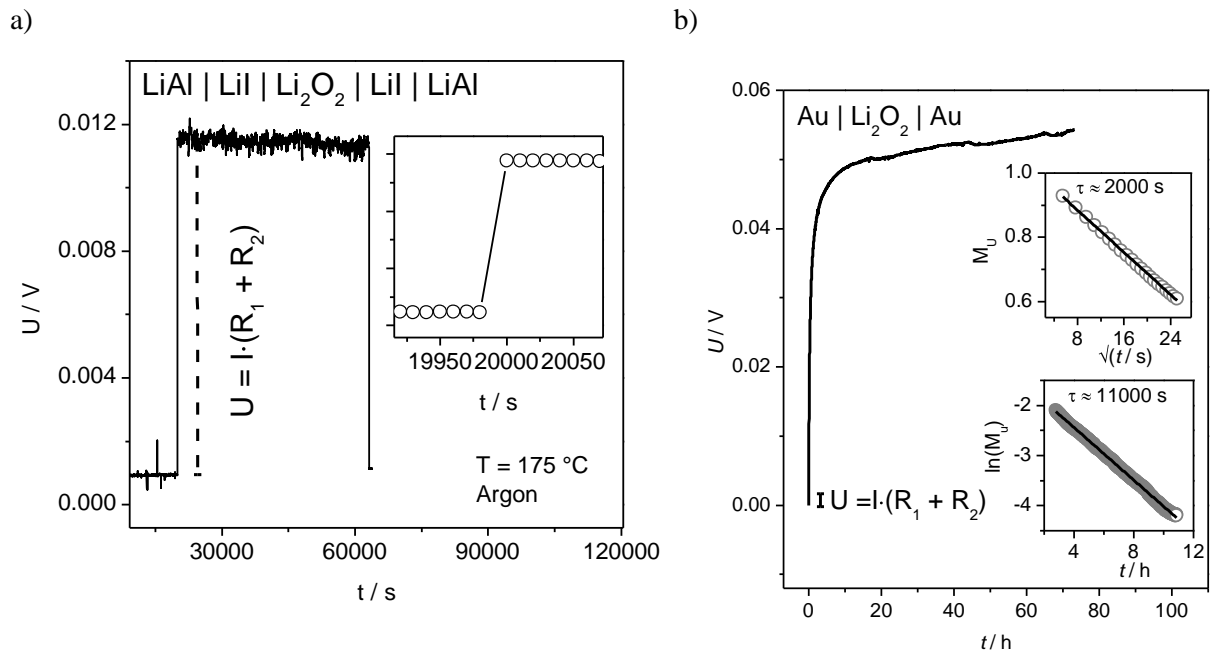 a)
LiAl | LiI | Li₂O₂ | LiI | LiAl
0.012
0.008
0.004
0.000
U / V
U = I·(R₁ + R₂)
19950 20000 20050
t / s
T = 175 °C
Argon
30000 60000 90000 120000
t / s
b)
Au | Li₂O₂ | Au
0.06
0.04
0.02
0.00
U / V
U =I·(R₁ + R₂)
τ ≈ 2000 s
1.0
0.8
0.6
M_U
8 16 24
√(t / s)
τ ≈ 11000 s
-2
-3
-4
ln(M_u)
4 8 12
t / h
0 20 40 60 80 100
t / h